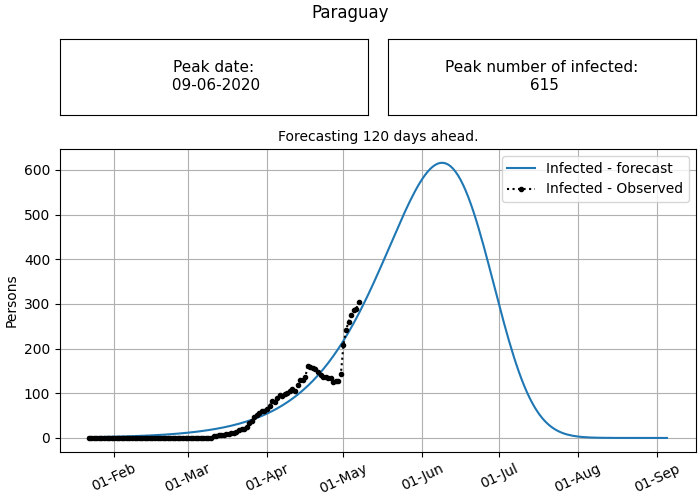 Paraguay
Peak date:
09-06-2020
Peak number of infected:
615
Forecasting 120 days ahead.
Infected - forecast
Infected - Observed
Persons
600
500
400
300
200
100
0
01-Feb
01-Mar
01-Apr
01-May
01-Jun
01-Jul
01-Aug
01-Sep